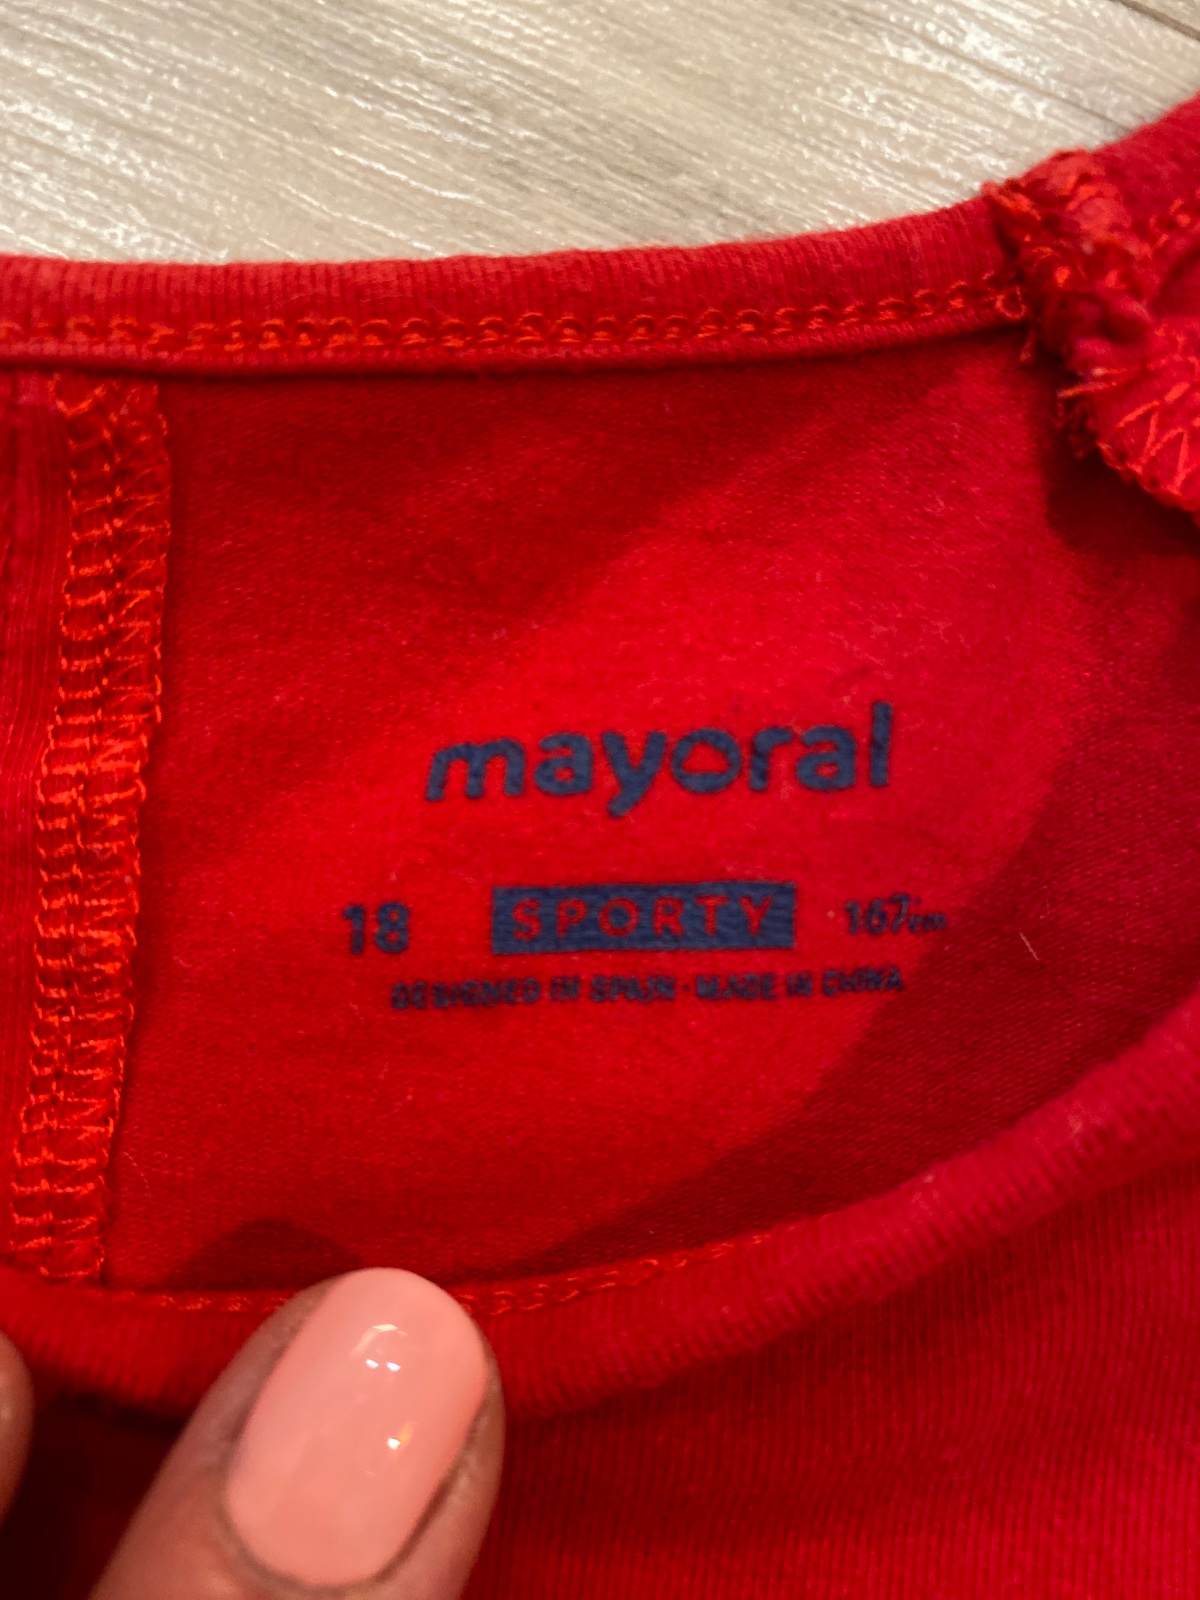 mayoral
18 SPORTY 167cm
DESIGNED IN SPAIN · MADE IN CHINA